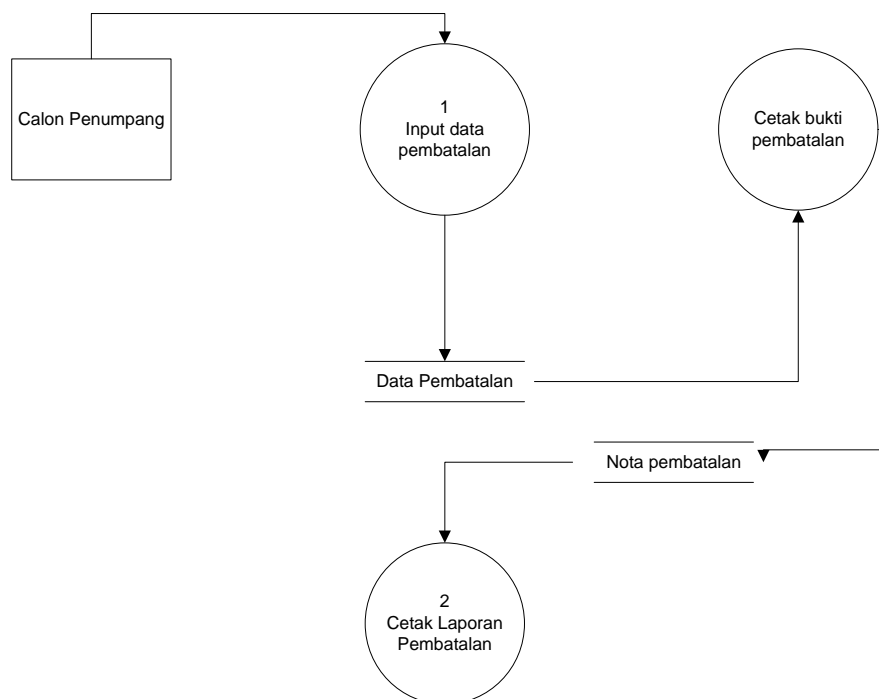 Calon Penumpang
1
Input data
pembatalan
Cetak bukti
pembatalan
Data Pembatalan
Nota pembatalan
2
Cetak Laporan
Pembatalan